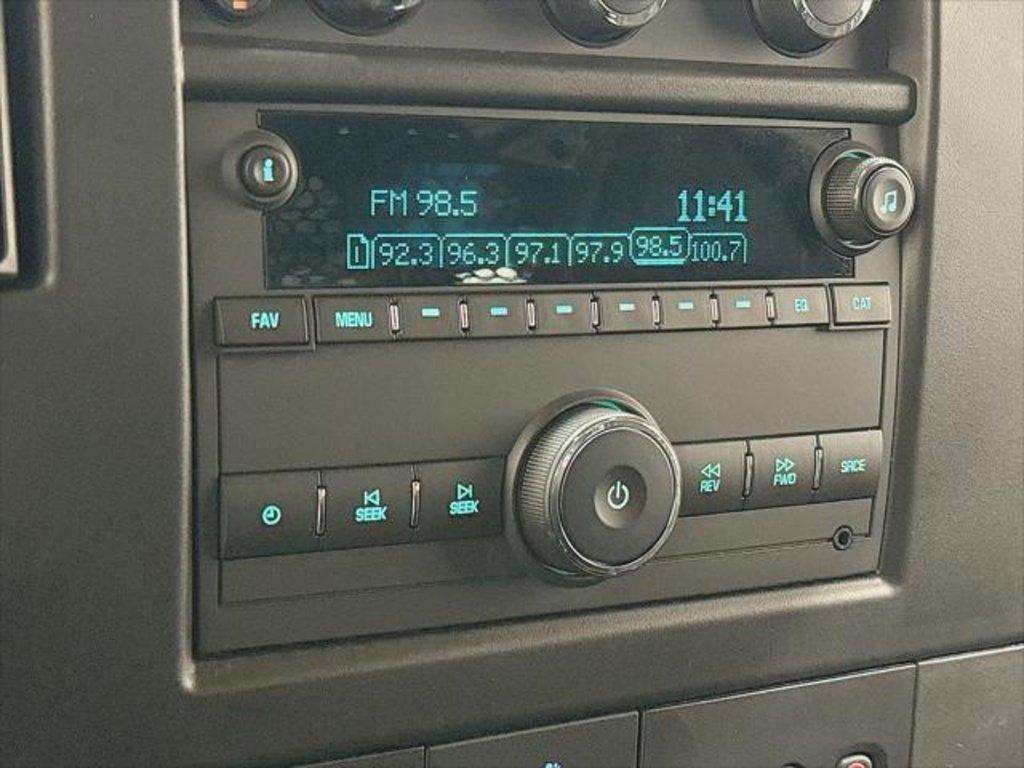 i
FM 98.5 11:41
1 92.3 96.3 97.1 97.9 98.5 100.7
FAV MENU EQ CAT
SEEK SEEK REV FWD SRCE